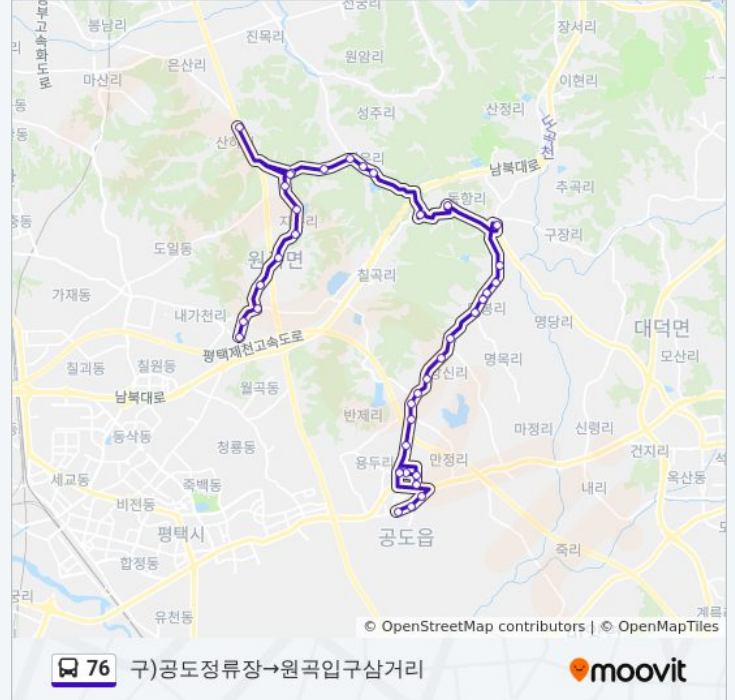 전궁리
봉남리
장서리
진목리
원암리
은산리
마산리
이현리
성주리
산정리
남북대로
추곡리
동항리
구장리
도일동
원곡면
칠곡리
가재동
내가천리
명당리
대덕면
평택제천고속도로
모산리
칠괴동
칠원동
명목리
월곡동
남북대로
반제리
동삭동
마정리
신령리
청룡동
건지리
용두리
만정리
세교동
죽백동
옥산동
내리
비전동
평택시
공도읍
죽리
합정동
유천동
© OpenStreetMap contributors | © OpenMapTiles
76 구)공도정류장→원곡입구삼거리 moovit